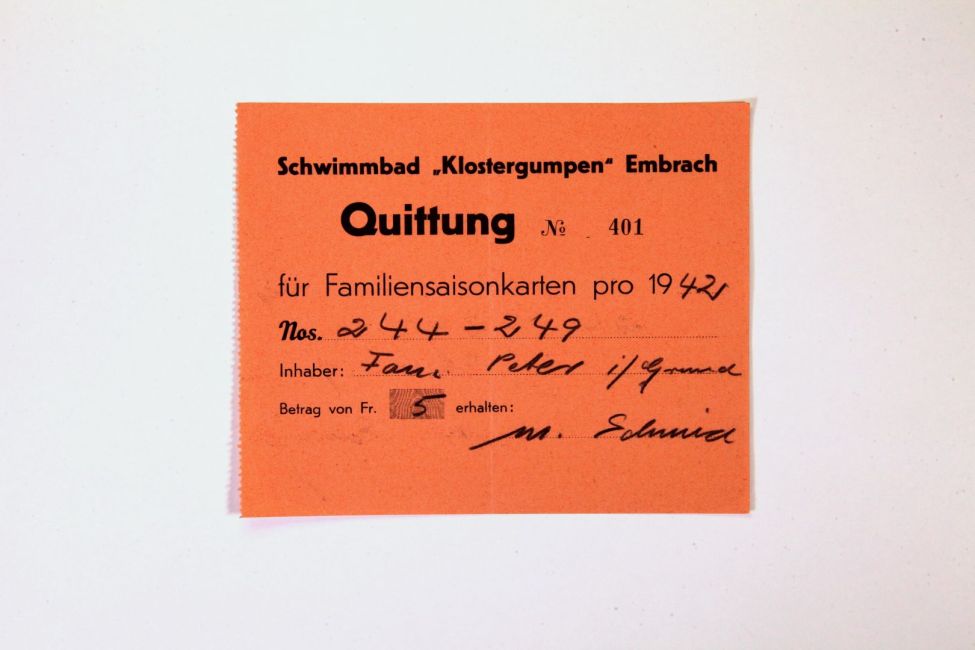 Schwimmbad „Klostergumpen“ Embrach
Quittung № 401
für Familiensaisonkarten pro 1942
Nos. 244 – 249
Inhaber: Fam. Peter i/Grund
Betrag von Fr. 5 erhalten:
M. Schmid